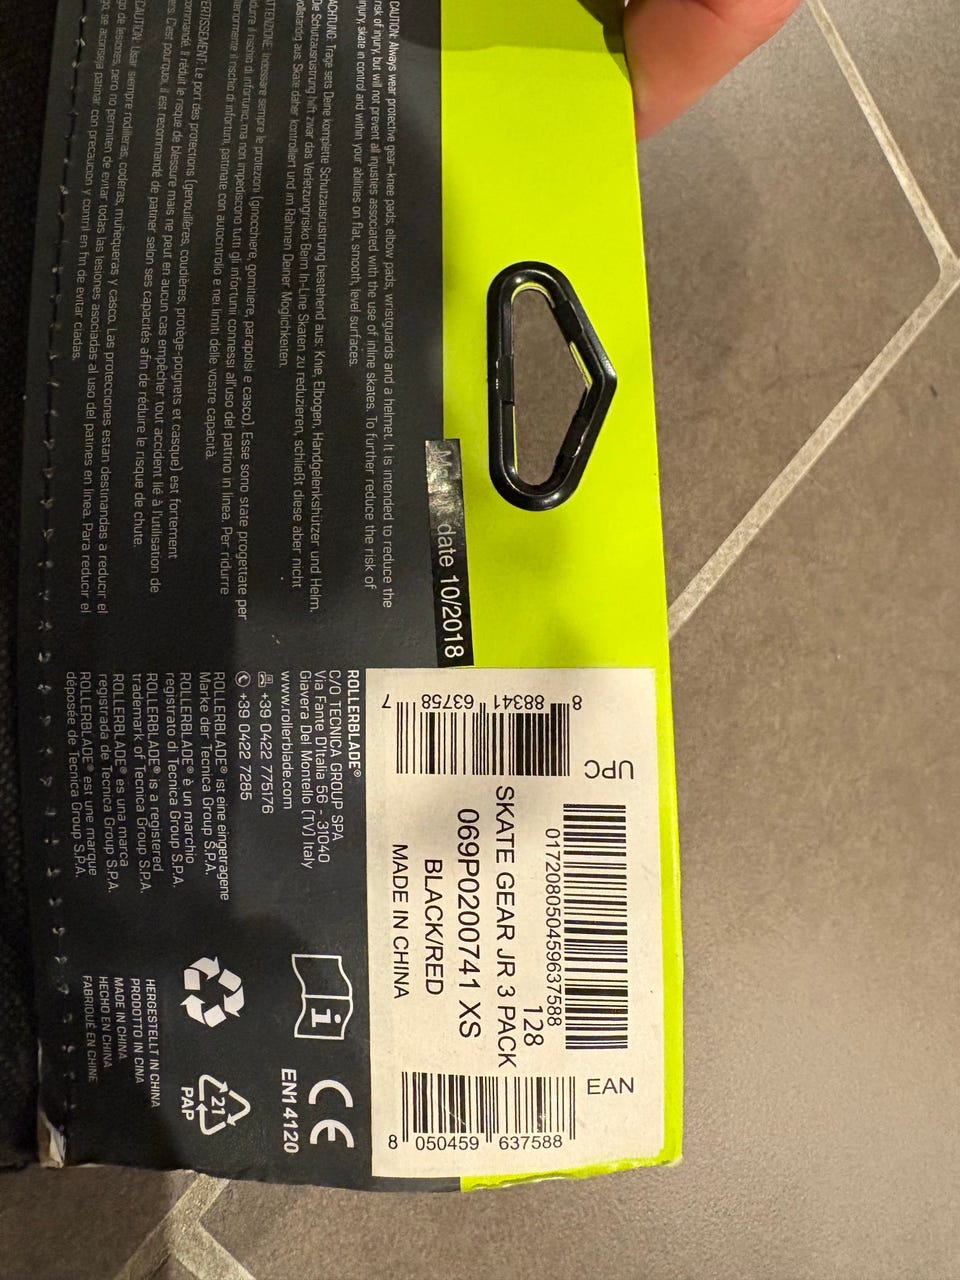 CAUTION: Always wear protective gear–knee pads, elbow pads, wristguards and a helmet. It is intended to reduce the
risk of injury, but will not prevent all injuries associated with the use of inline skates. To further reduce the risk of
injury, skate in control and within your abilities on flat, smooth, level surfaces.
ACHTUNG: Trage sets Deine komplette Schutzausrustung bestehend aus: Knie, Elbogen, Handgelenkshützer und Helm.
Die Schutzausrustung hilft zwar das Verletzungrisiko Beim In-Line Skaten zu reduzieren, schließt diese aber nicht
vollständig aus. Skate daher kontrolliert und im Rahmen Deiner Möglichkeiten.
ATTENZIONE: Indossare sempre le protezioni (ginocchiere, gomitiere, parapolsi e casco). Esse sono state progettate per
ridurre il rischio di infortunio, ma non impediscono tutti gli infortuni connessi all'uso del pattino in linea. Per ridurre
il rischio di infortuni, pattinate con autocntrolo e nei limiti delle vostre capacità.
AVERTISSEMENT: Le port des protections (genouillères, coudières, protège-poignets et casque) est fortement
recommandé. Il réduit le risque de blessure mais ne peut en aucun cas empêcher tout accident lié à l'utilisation de
C'est pourquoi, il est recommandé de patiner selon ses capacités afin de réduire le risque de chute.
CAUTION: Usar siempre rodilleras, coderas, muñequeras y casco. Las protecciones estan destinandas a reducir el
de lesiones, pero no permiten de evitar todas las lesiones asociadas al uso del patines en linea. Para reducir el
se aconseja patinar con precaucion y contril en fin de evitar ciadas.
date 10/2018
ROLLERBLADE®
C/O TECNICA GROUP SPA
Via Fante D'Italia 56 - 31040
Giavera Del Montello (TV) Italy
www.rollerblade.com
+39 0422 775176
+39 0422 7285
ROLLERBLADE® ist eine eingetragene
Marke der Tecnica Group S.P.A.
ROLLERBLADE® è un marchio
registrato di Tecnica Group S.P.A.
ROLLERBLADE® is a registered
trademark of Tecnica Group S.P.A.
ROLLERBLADE® es una marca
registrada de Tecnica Group S.P.A.
ROLLERBLADE® est une marque
déposée de Tecnica Group S.P.A.
UPC
8 88341 63758 7
01720805045963758​8
128
SKATE GEAR JR 3 PACK
069P0200741 XS
BLACK/RED
MADE IN CHINA
EAN
8 050459 637588
i
CE
EN14120
21
PAP
HERGESTELLT IN CHINA
PRODOTTO IN CINA
MADE IN CHINA
HECHO EN CHINA
FABRIQUÉ EN CHINE